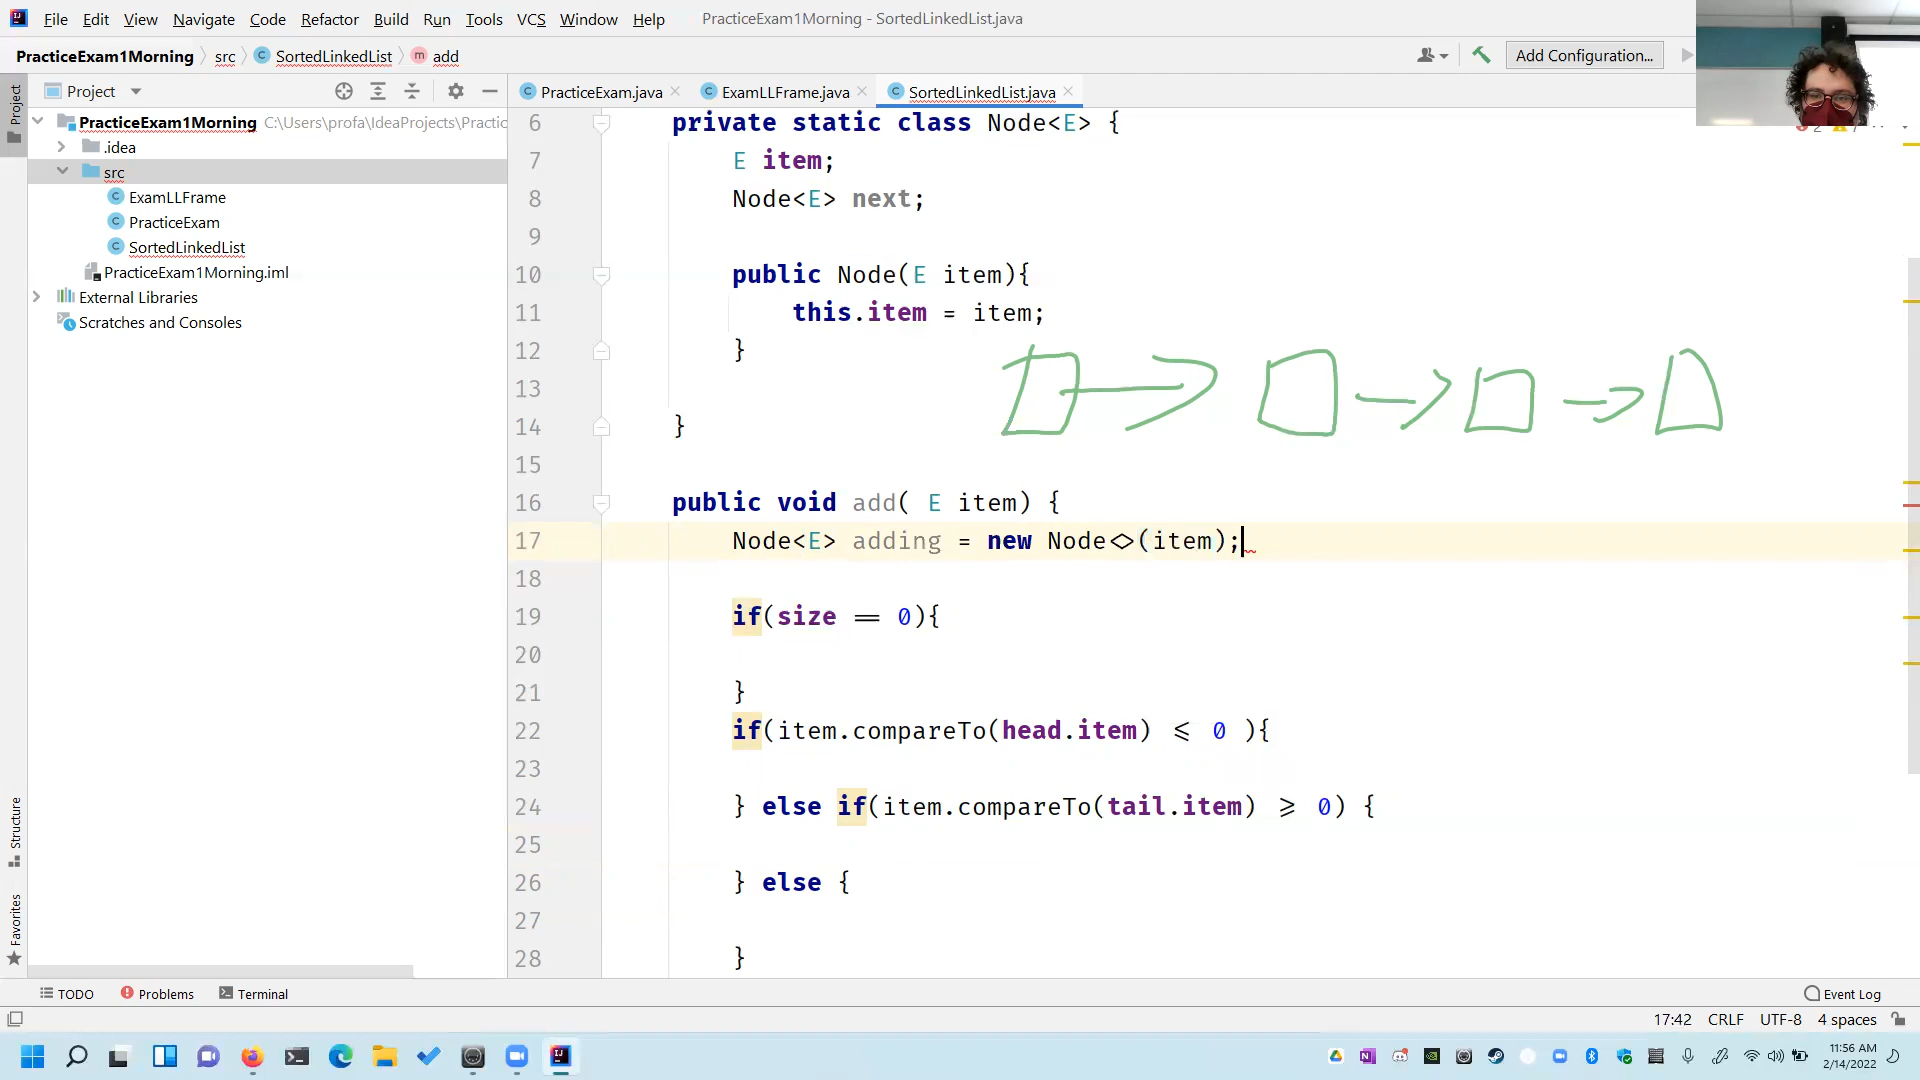 File Edit View Navigate Code Refactor Build Run Tools VCS Window Help PracticeExam1Morning - SortedLinkedList.java
PracticeExam1Morning src SortedLinkedList add Add Configuration...
Project
PracticeExam.java ExamLLFrame.java SortedLinkedList.java
Project
PracticeExam1Morning C:\Users\profa\IdeaProjects\Practic
.idea
src
ExamLLFrame
PracticeExam
SortedLinkedList
PracticeExam1Morning.iml
External Libraries
Scratches and Consoles
Structure
Favorites
6 private static class Node<E> {
7 E item;
8 Node<E> next;
9
10 public Node(E item){
11 this.item = item;
12 }
13
14 }
15
16 public void add( E item) {
17 Node<E> adding = new Node<>(item);
18
19 if(size == 0){
20
21 }
22 if(item.compareTo(head.item) <= 0 ){
23
24 } else if(item.compareTo(tail.item) >= 0) {
25
26 } else {
27
28 }
TODO Problems Terminal Event Log
17:42 CRLF UTF-8 4 spaces
11:56 AM
2/14/2022